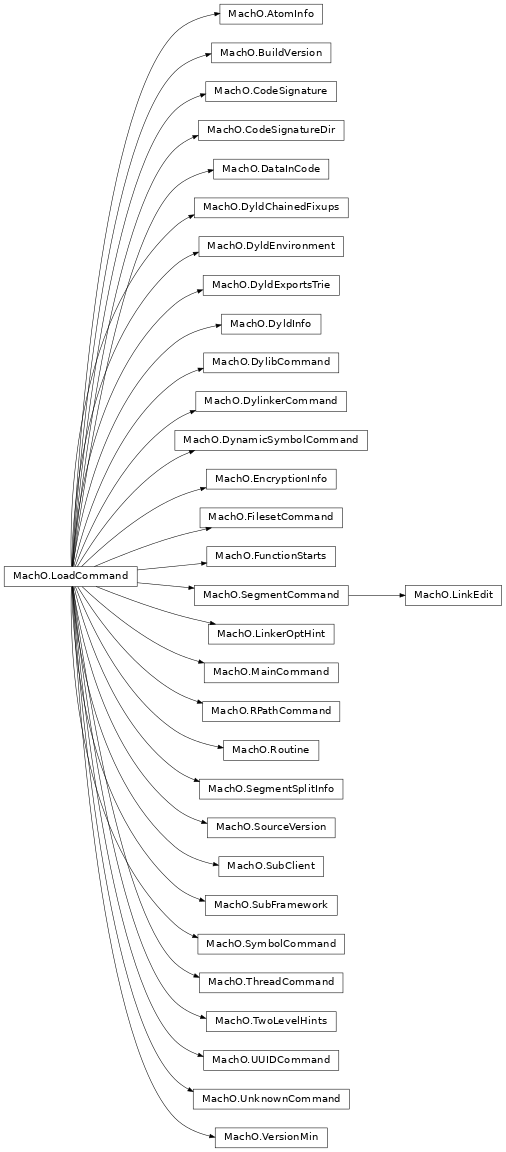 MachO.AtomInfo
MachO.BuildVersion
MachO.CodeSignature
MachO.CodeSignatureDir
MachO.DataInCode
MachO.DyldChainedFixups
MachO.DyldEnvironment
MachO.DyldExportsTrie
MachO.DyldInfo
MachO.DylibCommand
MachO.DylinkerCommand
MachO.DynamicSymbolCommand
MachO.EncryptionInfo
MachO.FilesetCommand
MachO.FunctionStarts
MachO.LoadCommand
MachO.SegmentCommand
MachO.LinkEdit
MachO.LinkerOptHint
MachO.MainCommand
MachO.RPathCommand
MachO.Routine
MachO.SegmentSplitInfo
MachO.SourceVersion
MachO.SubClient
MachO.SubFramework
MachO.SymbolCommand
MachO.ThreadCommand
MachO.TwoLevelHints
MachO.UUIDCommand
MachO.UnknownCommand
MachO.VersionMin